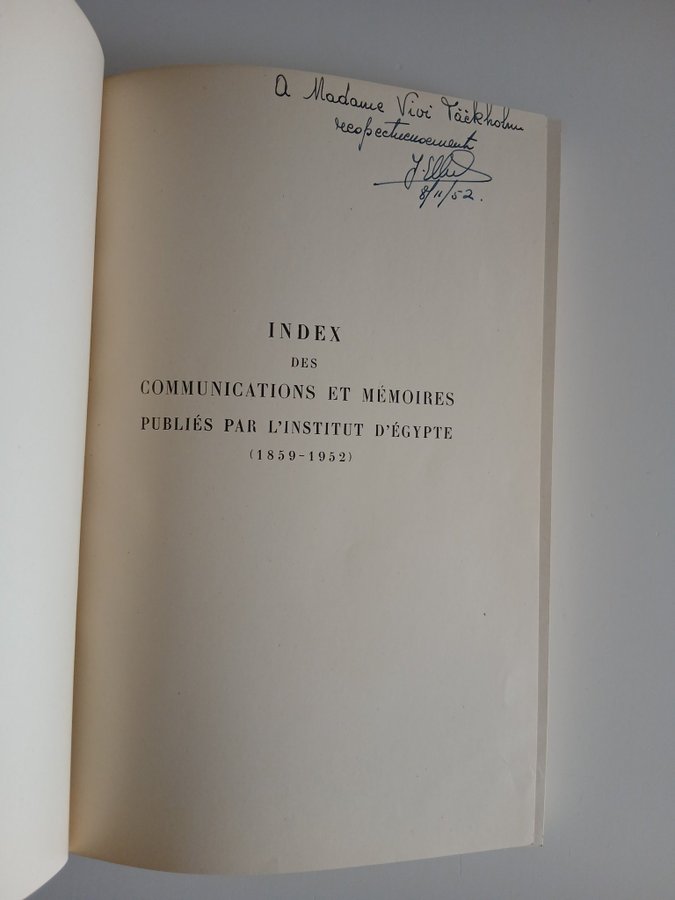 A Madame Vivi Täckholm
respectueusement
8/11/52.
INDEX
DES
COMMUNICATIONS ET MÉMOIRES
PUBLIÉS PAR L'INSTITUT D'ÉGYPTE
(1859-1952)